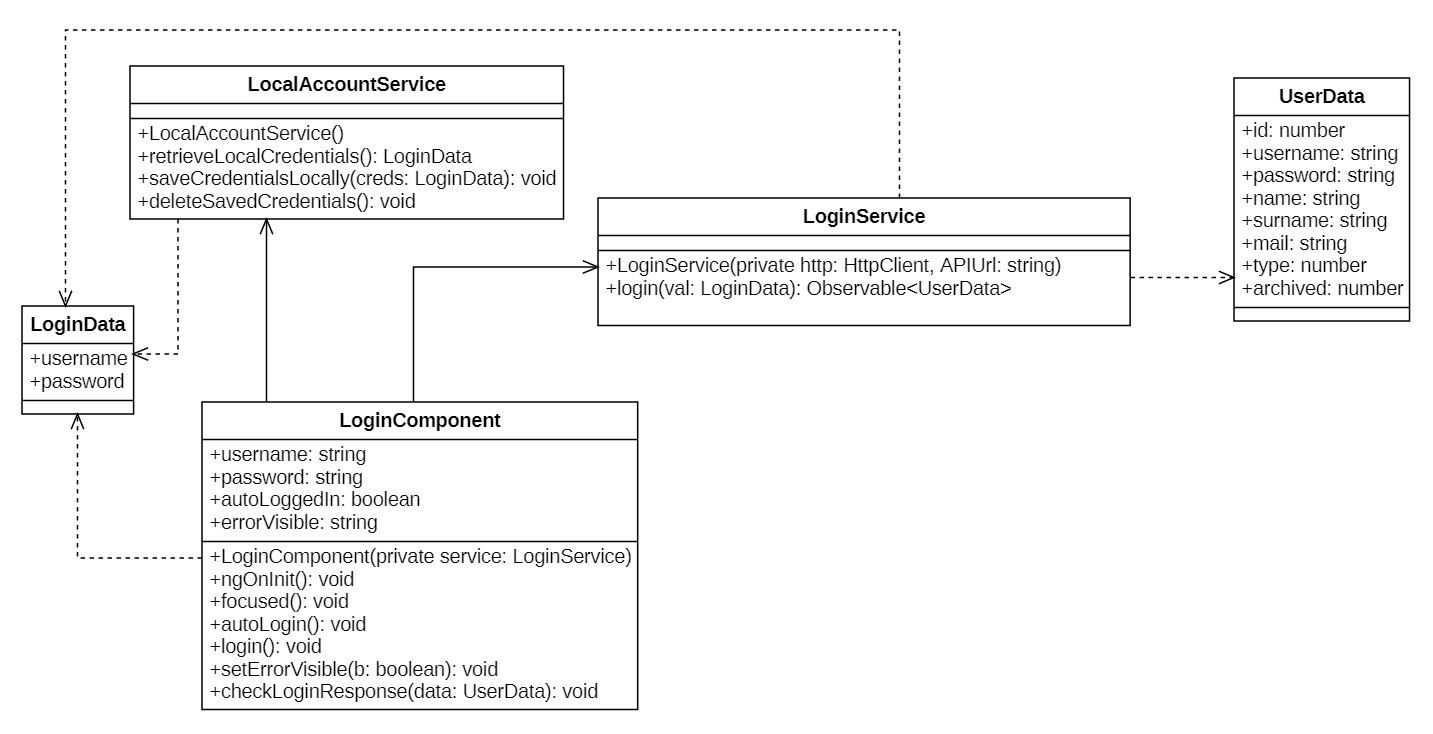 LocalAccountService
+LocalAccountService()
+retrieveLocalCredentials(): LoginData
+saveCredentialsLocally(creds: LoginData): void
+deleteSavedCredentials(): void
UserData
+id: number
+username: string
+password: string
+name: string
+surname: string
+mail: string
+type: number
+archived: number
LoginService
+LoginService(private http: HttpClient, APIUrl: string)
+login(val: LoginData): Observable<UserData>
LoginData
+username
+password
LoginComponent
+username: string
+password: string
+autoLoggedIn: boolean
+errorVisible: string
+LoginComponent(private service: LoginService)
+ngOnInit(): void
+focused(): void
+autoLogin(): void
+login(): void
+setErrorVisible(b: boolean): void
+checkLoginResponse(data: UserData): void